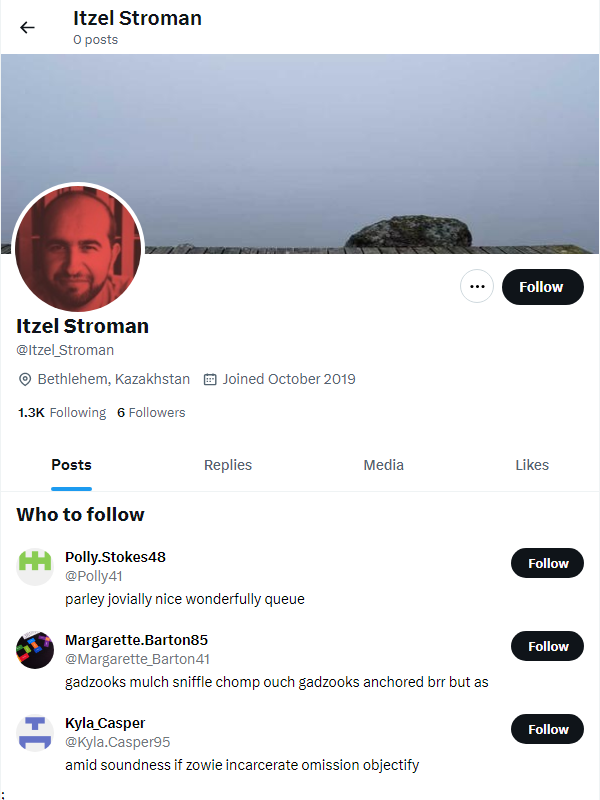 Itzel Stroman
0 posts
Follow
Itzel Stroman
@Itzel_Stroman
Bethlehem, Kazakhstan Joined October 2019
1.3K Following 6 Followers
Posts Replies Media Likes
Who to follow
Polly.Stokes48
@Polly41
Follow
parley jovially nice wonderfully queue
Margarette.Barton85
@Margarette_Barton41
Follow
gadzooks mulch sniffle chomp ouch gadzooks anchored brr but as
Kyla_Casper
@Kyla.Casper95
Follow
amid soundness if zowie incarcerate omission objectify
;